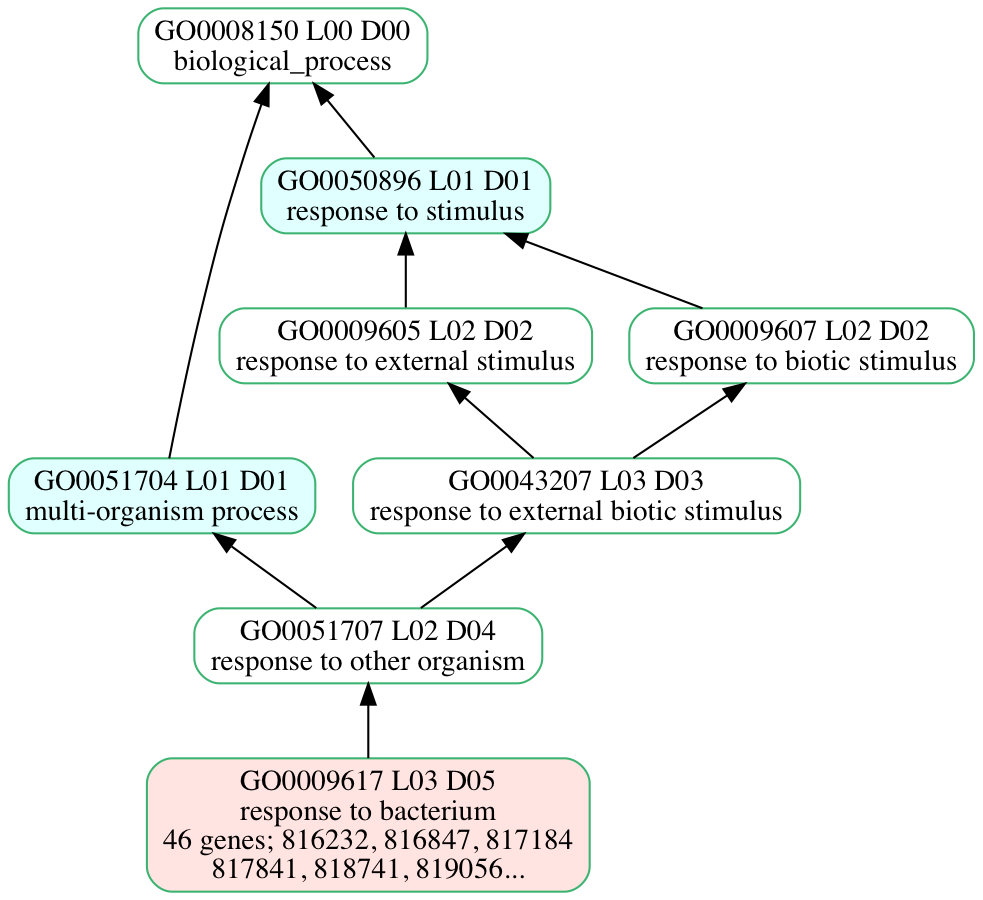 GO0008150 L00 D00
biological_process
GO0050896 L01 D01
response to stimulus
GO0009605 L02 D02
response to external stimulus
GO0009607 L02 D02
response to biotic stimulus
GO0051704 L01 D01
multi-organism process
GO0043207 L03 D03
response to external biotic stimulus
GO0051707 L02 D04
response to other organism
GO0009617 L03 D05
response to bacterium
46 genes; 816232, 816847, 817184
817841, 818741, 819056...